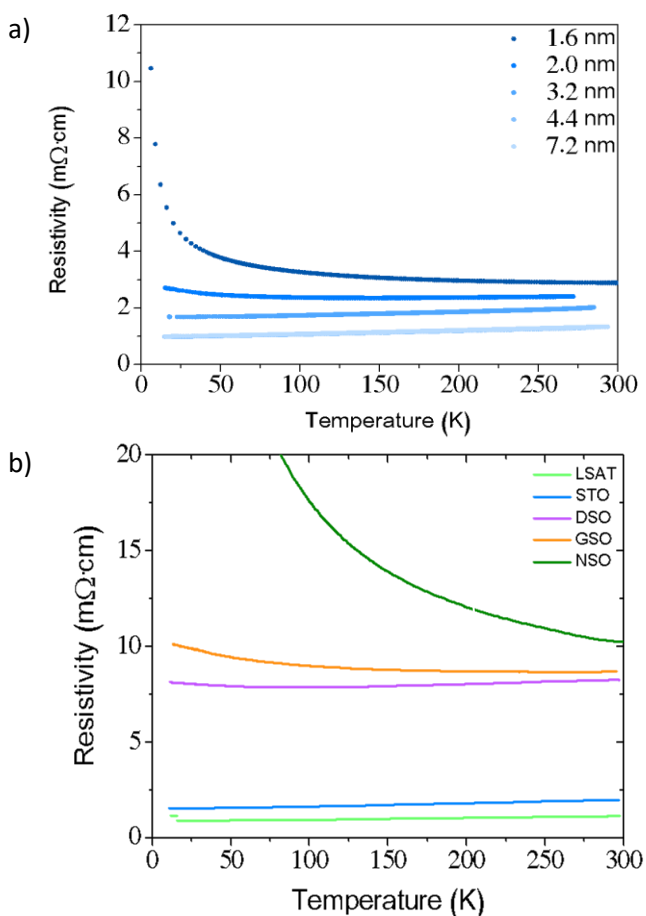 a)
12
10
8
6
4
2
0
Resistivity (mΩ·cm)
1.6 nm
2.0 nm
3.2 nm
4.4 nm
7.2 nm
0 50 100 150 200 250 300
Temperature (K)
b)
20
15
10
5
0
Resistivity (mΩ·cm)
LSAT
STO
DSO
GSO
NSO
0 50 100 150 200 250 300
Temperature (K)